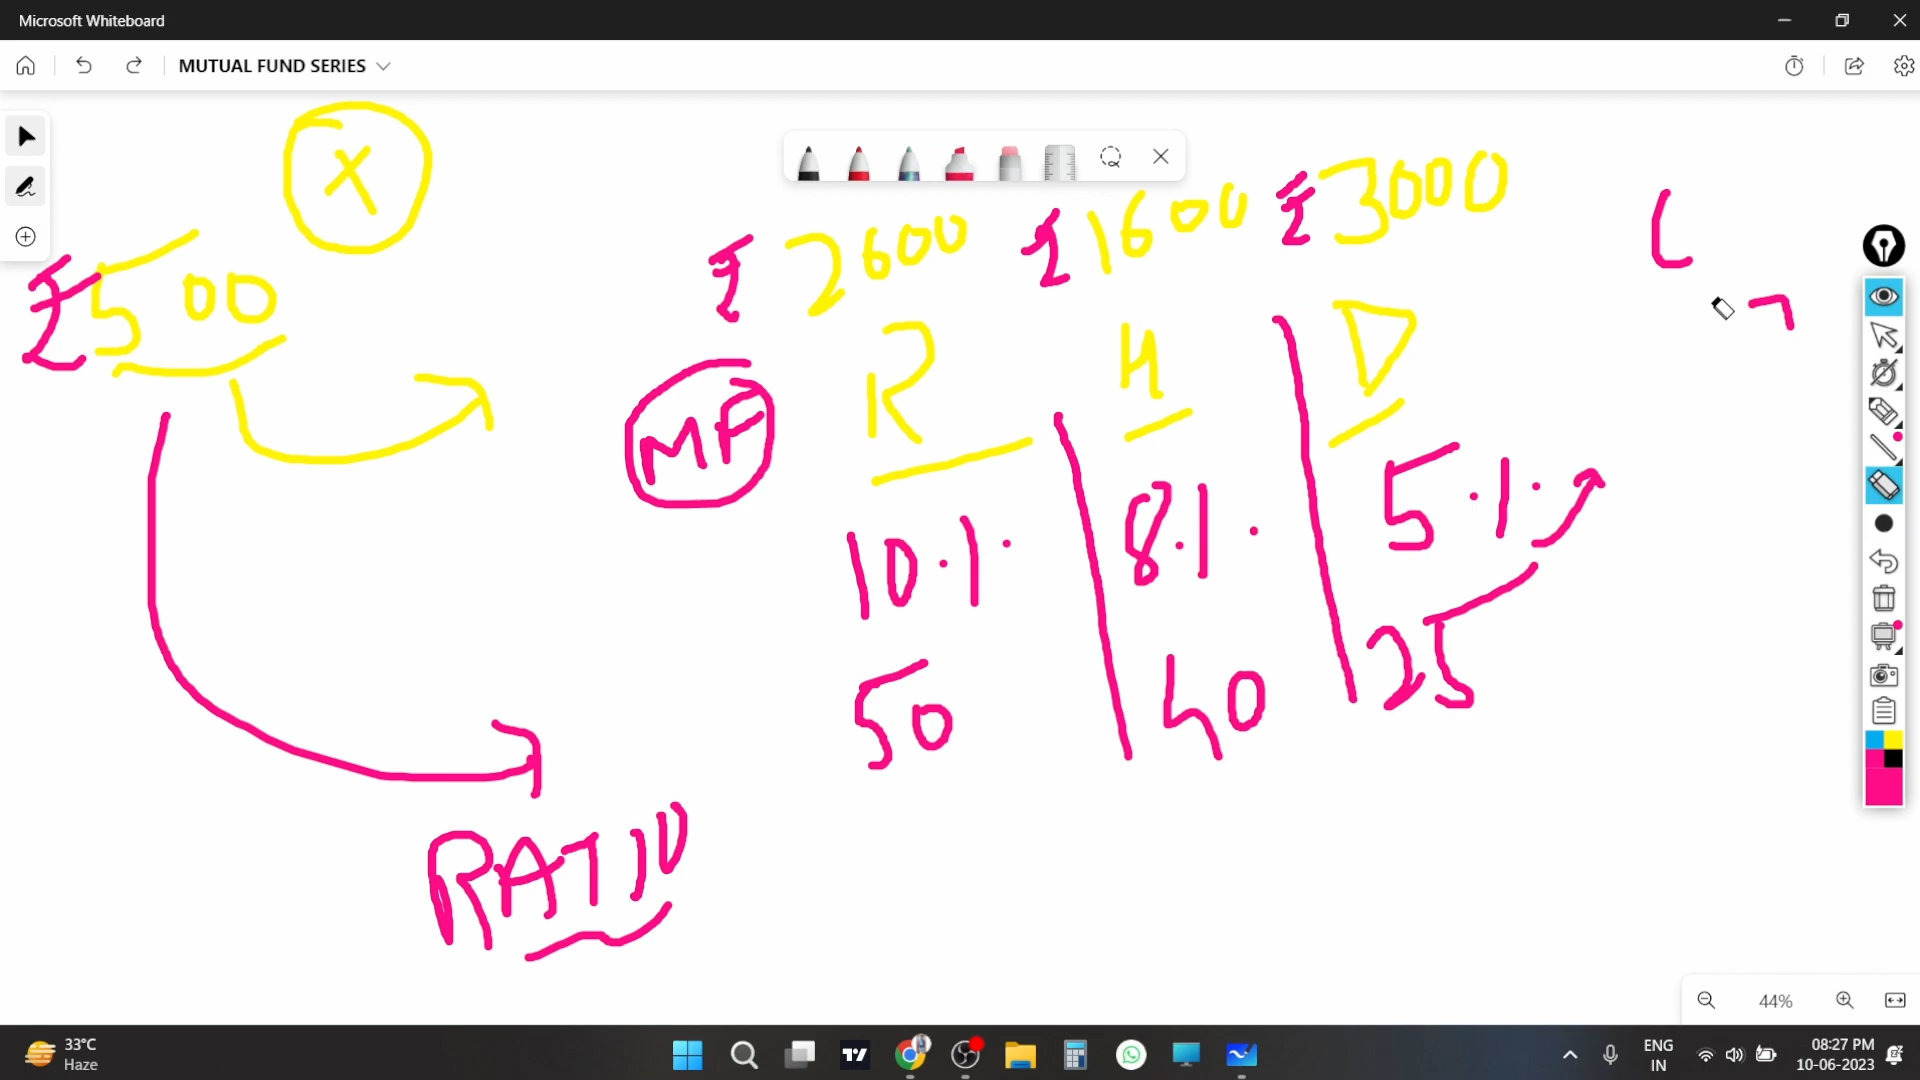 Microsoft Whiteboard
MUTUAL FUND SERIES
X
₹500
₹2600 ₹1600 ₹3000
MF
R H D
10% 8% 5%
50 40 25
RATIO
44%
33°C
Haze
ENG
IN
08:27 PM
10-06-2023